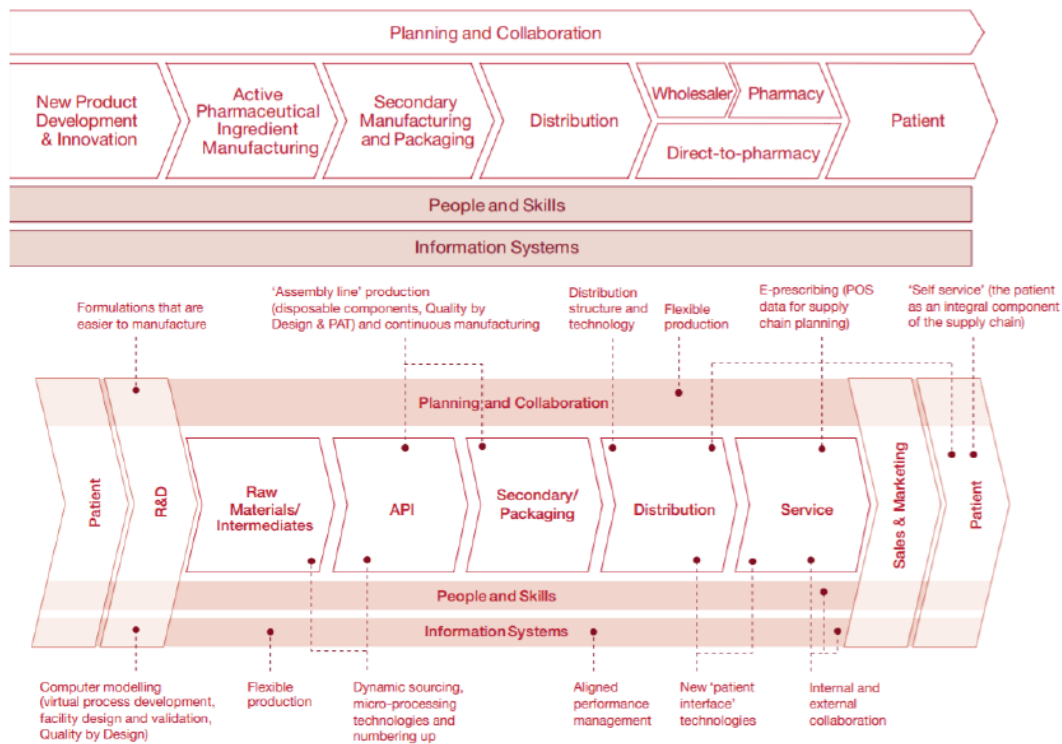 Planning and Collaboration
New Product
Development
& Innovation
Active
Pharmaceutical
Ingredient
Manufacturing
Secondary
Manufacturing
and Packaging
Distribution
Wholesaler
Pharmacy
Direct-to-pharmacy
Patient
People and Skills
Information Systems
Formulations that are
easier to manufacture
'Assembly line' production
(disposable components, Quality by
Design & PAT) and continuous manufacturing
Distribution
structure and
technology
Flexible
production
E-prescribing (POS
data for supply
chain planning)
'Self service' (the patient
as an integral component
of the supply chain)
Planning and Collaboration
Patient
R&D
Raw
Materials/
Intermediates
API
Secondary/
Packaging
Distribution
Service
Sales & Marketing
Patient
People and Skills
Information Systems
Computer modelling
(virtual process development,
facility design and validation,
Quality by Design)
Flexible
production
Dynamic sourcing,
micro-processing
technologies and
numbering up
Aligned
performance
management
New 'patient
interface'
technologies
Internal and
external
collaboration